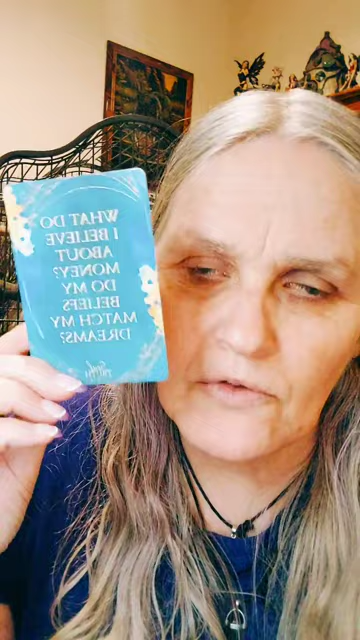 WHAT DO
I BELIEVE
ABOUT
MONEY?
DO MY
BELIEFS
MATCH MY
DREAMS?